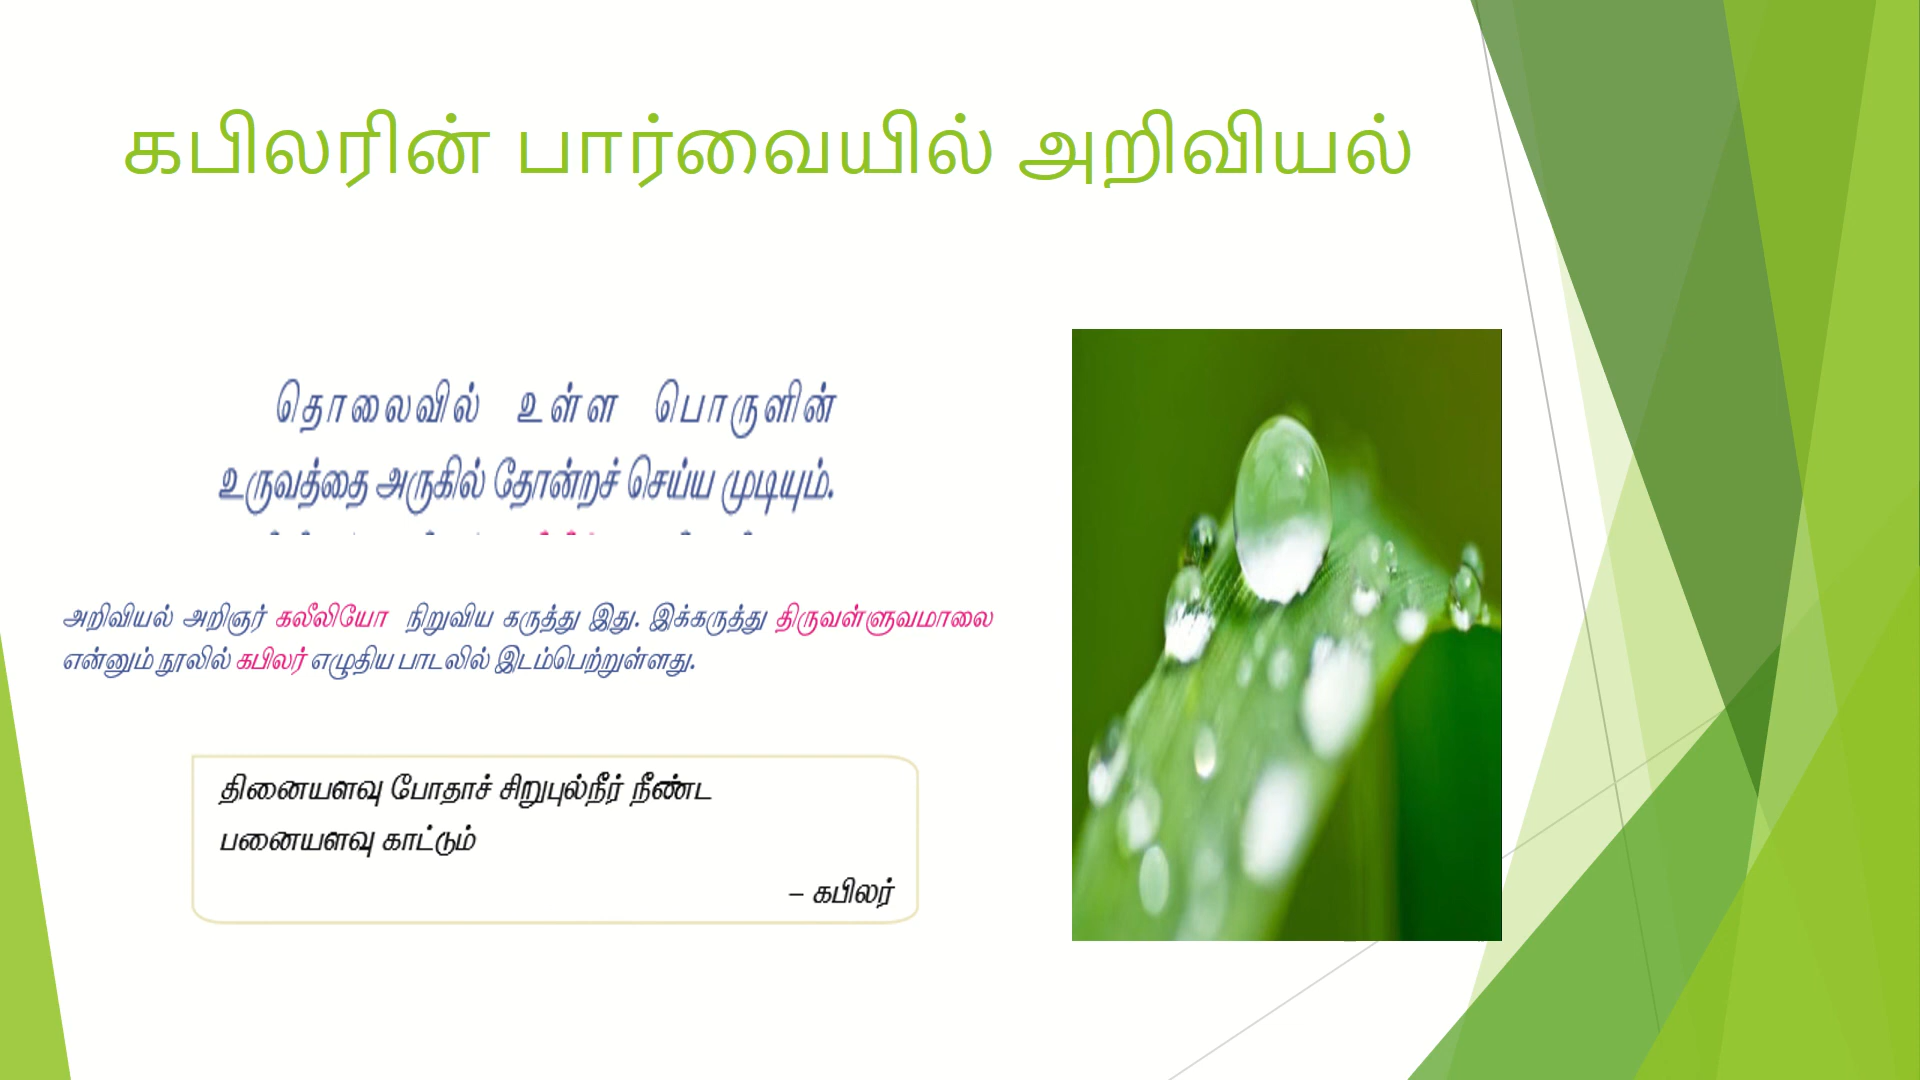 கபிலரின் பார்வையில் அறிவியல்
தொலைவில் உள்ள பொருளின்
உருவத்தை அருகில் தோன்றச் செய்ய முடியும்.
அறிவியல் அறிஞர் கலீலியோ நிறுவிய கருத்து இது. இக்கருத்து திருவள்ளுவமாலை
என்னும் நூலில் கபிலர் எழுதிய பாடலில் இடம்பெற்றுள்ளது.
தினையளவு போதாச் சிறுபுல்நீர் நீண்ட
பனையளவு காட்டும்
– கபிலர்